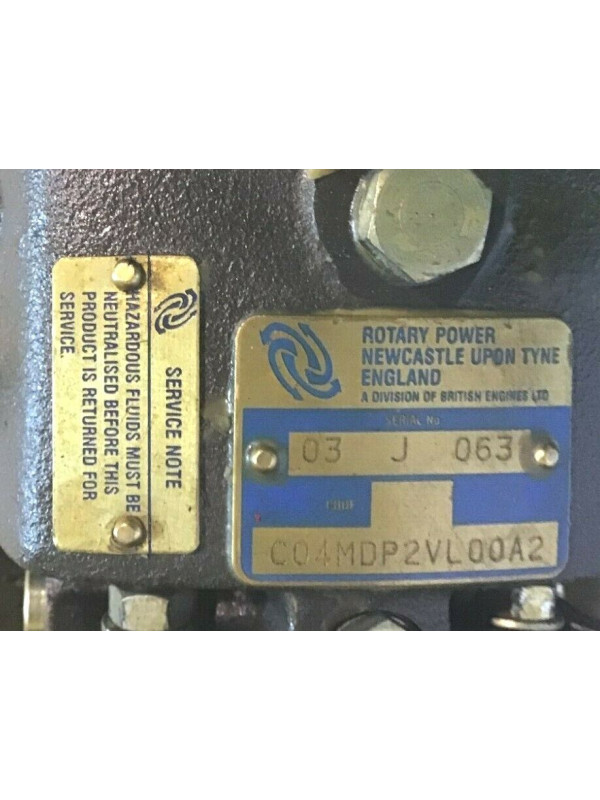 SERVICE NOTE
HAZARDOUS FLUIDS MUST BE
NEUTRALISED BEFORE THIS
PRODUCT IS RETURNED FOR
SERVICE.
ROTARY POWER
NEWCASTLE UPON TYNE
ENGLAND
A DIVISION OF BRITISH ENGINES LTD
SERIAL No
03 J 063
CODE
C04MDP2VL00A2